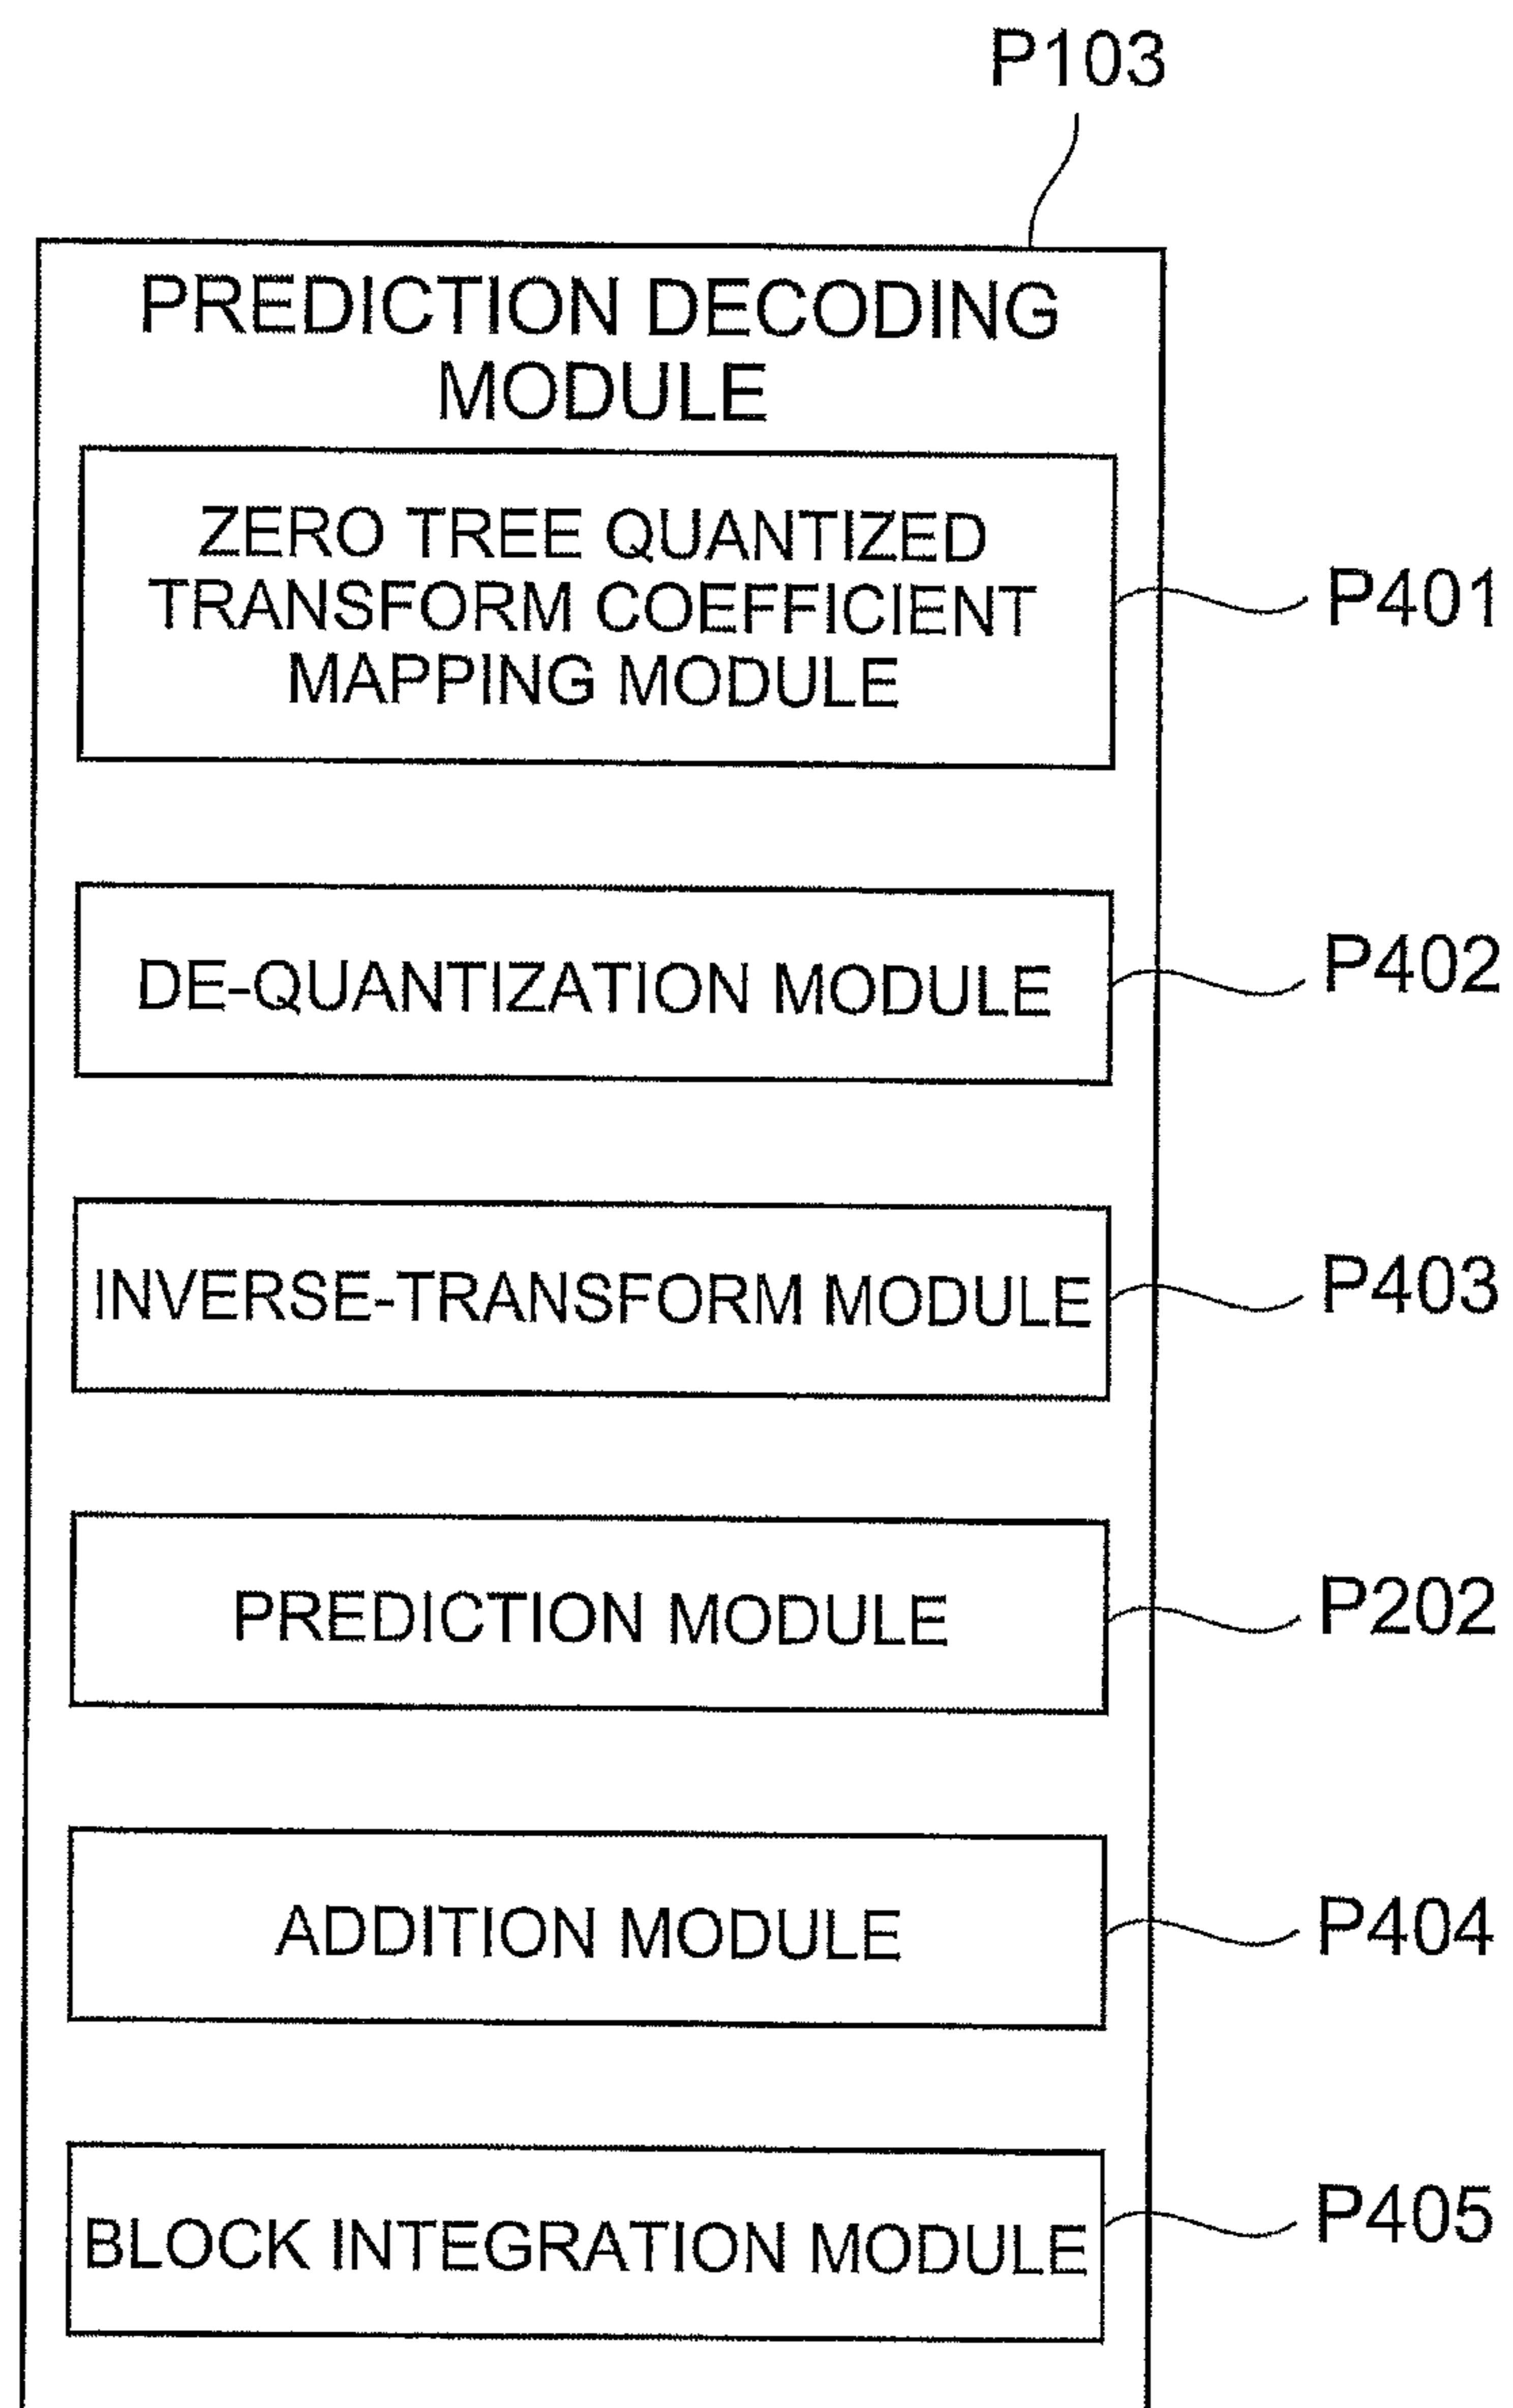 P103
PREDICTION DECODING
MODULE
ZERO TREE QUANTIZED
TRANSFORM COEFFICIENT
MAPPING MODULE
P401
DE-QUANTIZATION MODULE
P402
INVERSE-TRANSFORM MODULE
P403
PREDICTION MODULE
P202
ADDITION MODULE
P404
BLOCK INTEGRATION MODULE
P405